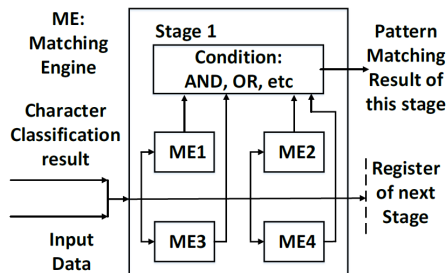 ME:
Matching
Engine
Stage 1
Condition:
AND, OR, etc
Pattern
Matching
Result of
this stage
Character
Classification
result
ME1
ME2
Input
Data
ME3
ME4
Register
of next
Stage